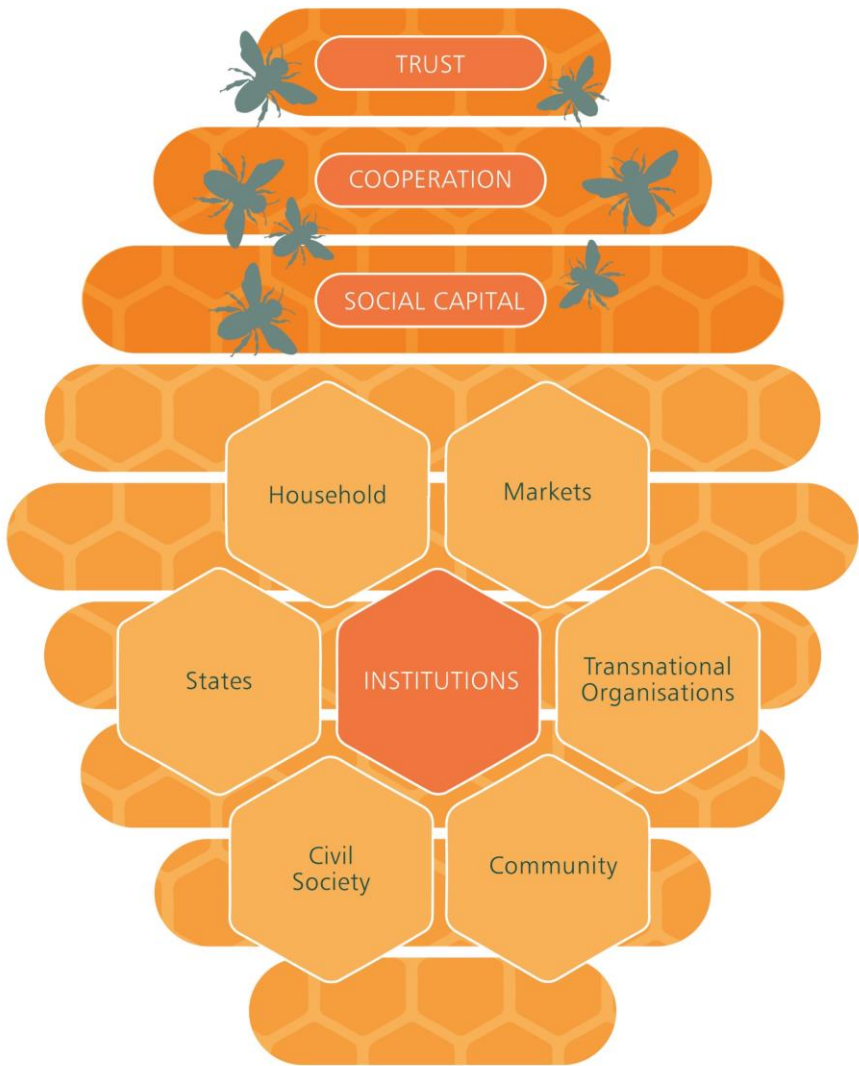 TRUST
COOPERATION
SOCIAL CAPITAL
Household
Markets
States
INSTITUTIONS
Transnational
Organisations
Civil
Society
Community